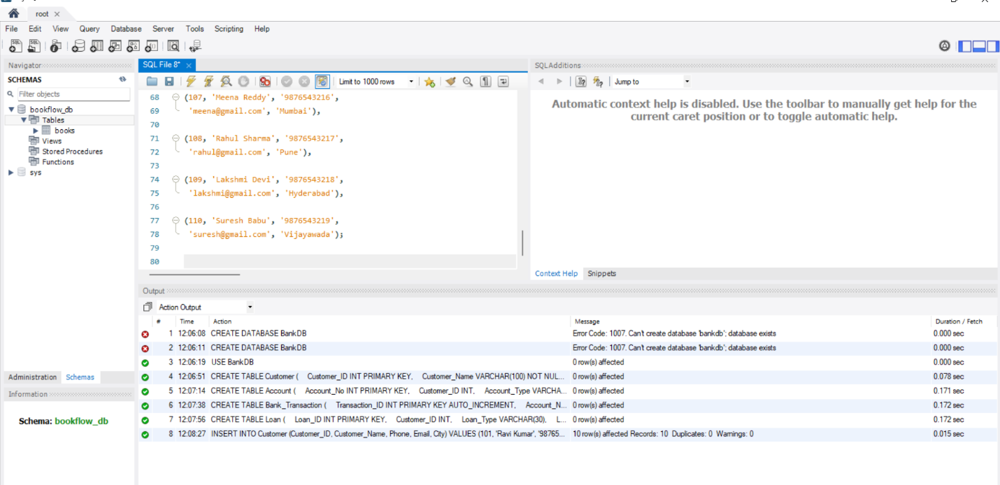 root
File Edit View Query Database Server Tools Scripting Help
Navigator
SCHEMAS
Filter objects
bookflow_db
Tables
books
Views
Stored Procedures
Functions
sys
Administration Schemas
Information
Schema: bookflow_db
SQL File 8*
Limit to 1000 rows
68 (107, 'Meena Reddy', '9876543216',
69 'meena@gmail.com', 'Mumbai'),
70
71 (108, 'Rahul Sharma', '9876543217',
72 'rahul@gmail.com', 'Pune'),
73
74 (109, 'Lakshmi Devi', '9876543218',
75 'lakshmi@gmail.com', 'Hyderabad'),
76
77 (110, 'Suresh Babu', '9876543219',
78 'suresh@gmail.com', 'Vijayawada');
79
80
SQLAdditions
Jump to
Automatic context help is disabled. Use the toolbar to manually get help for the
current caret position or to toggle automatic help.
Context Help Snippets
Output
Action Output
# Time Action Message Duration / Fetch
1 12:06:08 CREATE DATABASE BankDB Error Code: 1007. Can't create database 'bankdb'; database exists 0.000 sec
2 12:06:11 CREATE DATABASE BankDB Error Code: 1007. Can't create database 'bankdb'; database exists 0.000 sec
3 12:06:19 USE BankDB 0 row(s) affected 0.000 sec
4 12:06:51 CREATE TABLE Customer ( Customer_ID INT PRIMARY KEY, Customer_Name VARCHAR(100) NOT NUL... 0 row(s) affected 0.078 sec
5 12:07:14 CREATE TABLE Account ( Account_No INT PRIMARY KEY, Customer_ID INT, Account_Type VARCHA... 0 row(s) affected 0.171 sec
6 12:07:38 CREATE TABLE Bank_Transaction ( Transaction_ID INT PRIMARY KEY AUTO_INCREMENT, Account_N... 0 row(s) affected 0.172 sec
7 12:07:56 CREATE TABLE Loan ( Loan_ID INT PRIMARY KEY, Customer_ID INT, Loan_Type VARCHAR(30), L... 0 row(s) affected 0.172 sec
8 12:08:27 INSERT INTO Customer (Customer_ID, Customer_Name, Phone, Email, City) VALUES (101, 'Ravi Kumar', '98765... 10 row(s) affected Records: 10 Duplicates: 0 Warnings: 0 0.015 sec